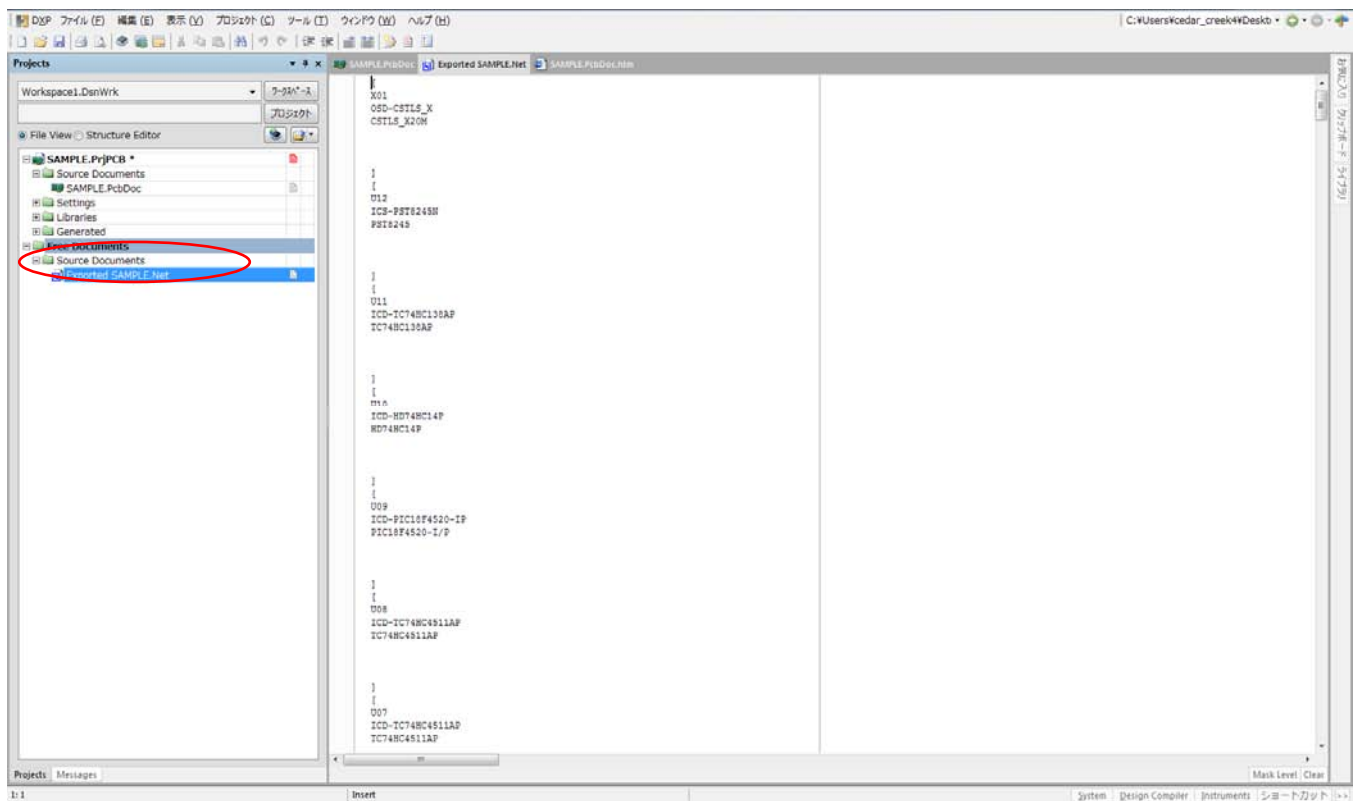 DXP ファイル(F) 編集(E) 表示(V) プロジェクト(C) ツール(T) ウィンドウ(W) ヘルプ(H)
C:¥Users¥cedar_creek4¥Deskto
Projects
SAMPLE.PcbDoc
Exported SAMPLE.Net
SAMPLE.PcbDoc.htm
Workspace1.DsnWrk
ワークスペース
プロジェクト
File View
Structure Editor
SAMPLE.PrjPCB *
Source Documents
SAMPLE.PcbDoc
Settings
Libraries
Generated
Free Documents
Source Documents
Exported SAMPLE.Net
[
X01
OSD-CSTLS_X
CSTLS_X20M
]
[
U12
ICS-PST8245N
PST8245
]
[
U11
ICD-TC74HC138AP
TC74HC138AP
]
[
U10
ICD-HD74HC14P
HD74HC14P
]
[
U09
ICD-PIC18F4520-IP
PIC18F4520-I/P
]
[
U08
ICD-TC74HC4511AP
TC74HC4511AP
]
[
U07
ICD-TC74HC4511AP
TC74HC4511AP
お気に入り
クリップボード
ライブラリ
Projects
Messages
Mask Level
Clear
1:1
Insert
System
Design Compiler
Instruments
ショートカット
>>